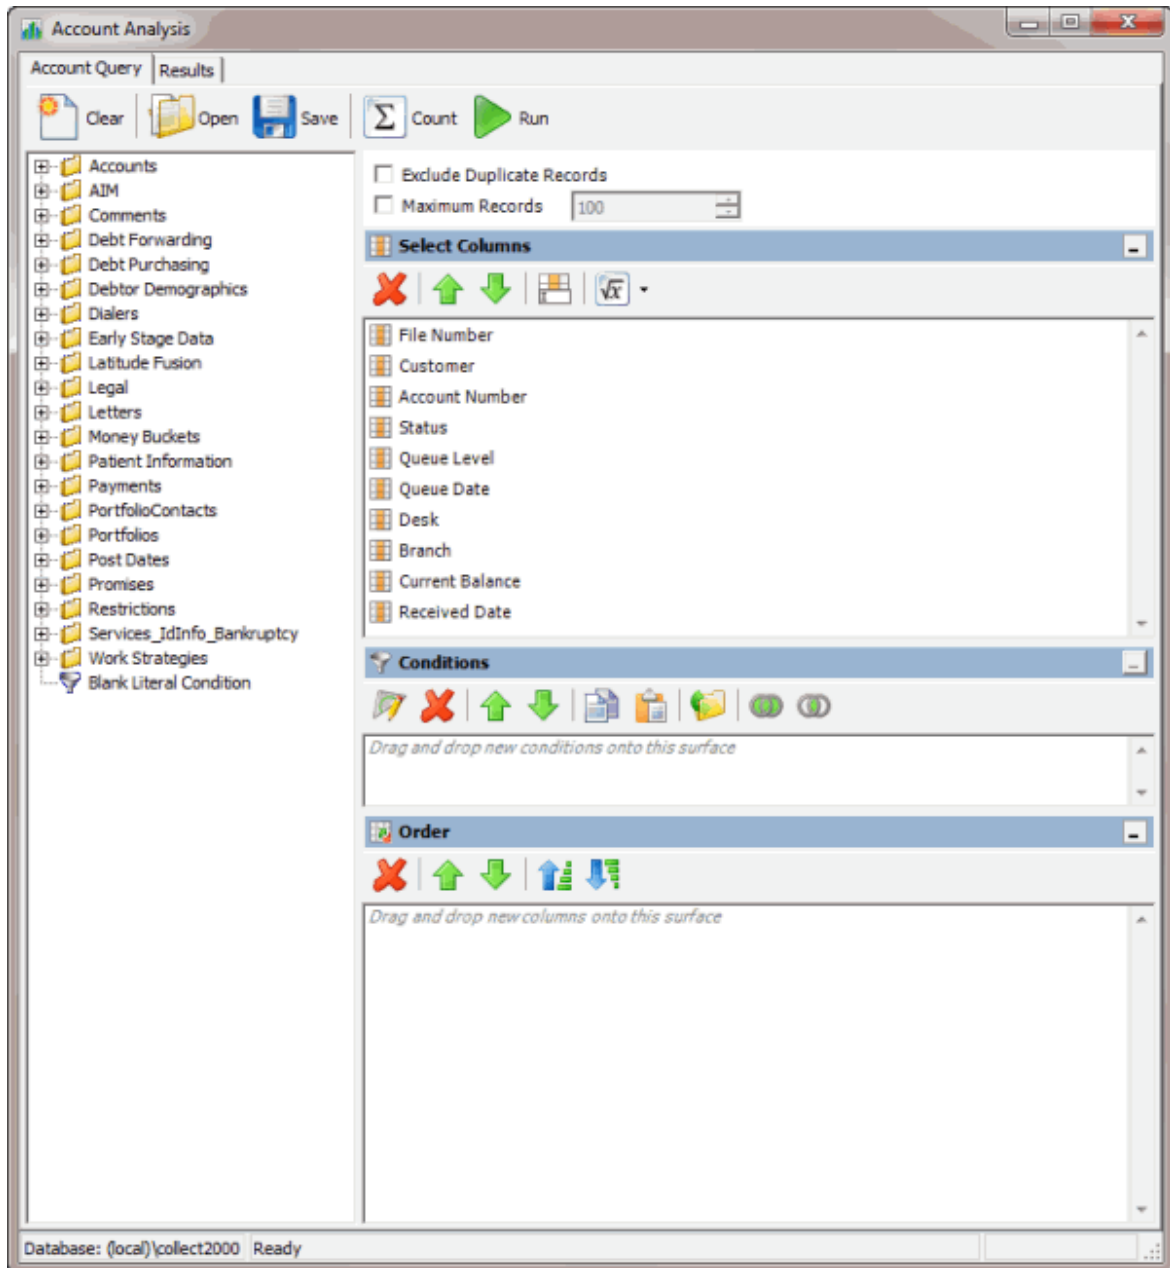 Account Analysis
Account Query Results
Clear Open Save Count Run
Accounts
AIM
Comments
Debt Forwarding
Debt Purchasing
Debtor Demographics
Dialers
Early Stage Data
Latitude Fusion
Legal
Letters
Money Buckets
Patient Information
Payments
PortfolioContacts
Portfolios
Post Dates
Promises
Restrictions
Services_IdInfo_Bankruptcy
Work Strategies
Blank Literal Condition
Exclude Duplicate Records
Maximum Records 100
Select Columns
File Number
Customer
Account Number
Status
Queue Level
Queue Date
Desk
Branch
Current Balance
Received Date
Conditions
Drag and drop new conditions onto this surface
Order
Drag and drop new columns onto this surface
Database: (local)\collect2000 Ready